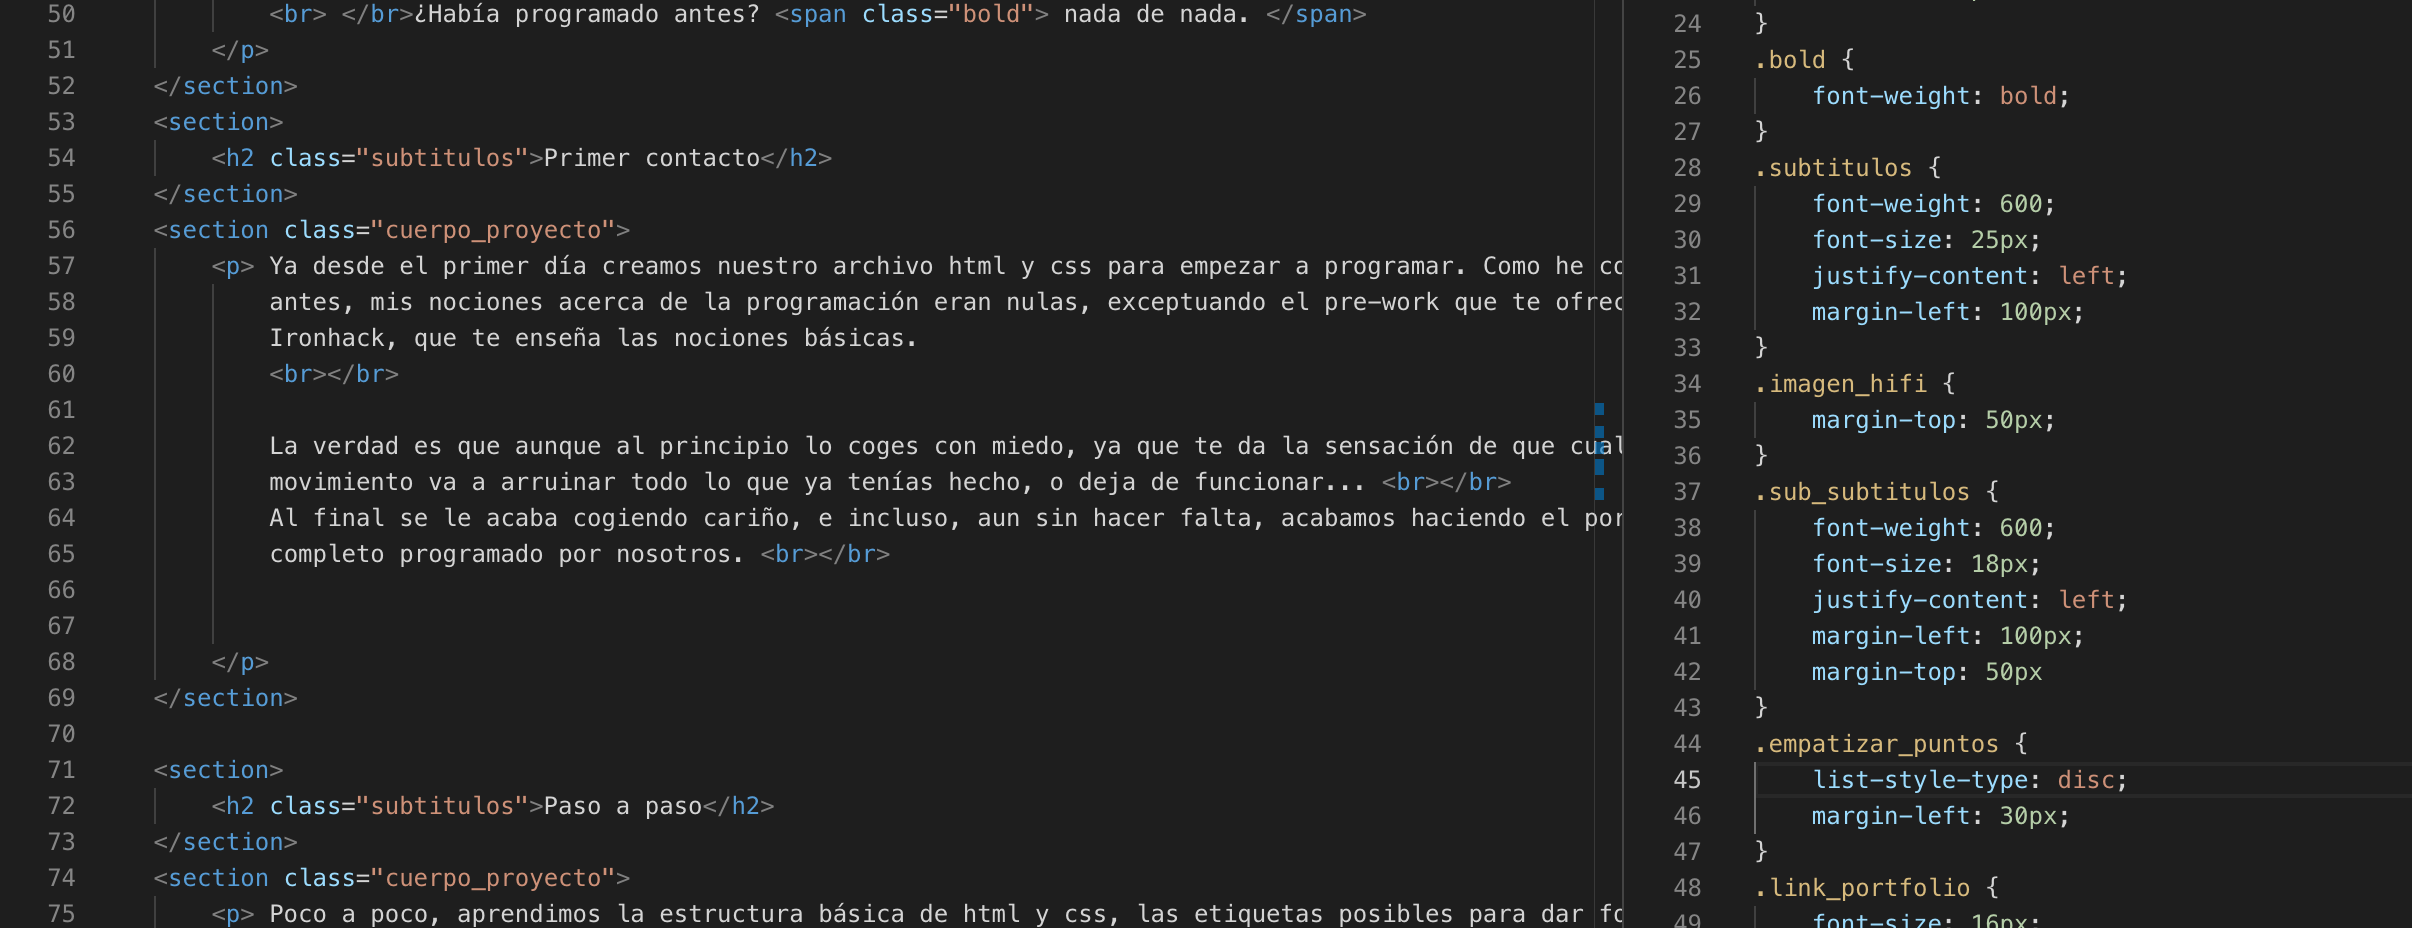 50 <br> </br>¿Había programado antes? <span class="bold"> nada de nada. </span>
51 </p>
52 </section>
53 <section>
54 <h2 class="subtitulos">Primer contacto</h2>
55 </section>
56 <section class="cuerpo_proyecto">
57 <p> Ya desde el primer día creamos nuestro archivo html y css para empezar a programar. Como he co
58 antes, mis nociones acerca de la programación eran nulas, exceptuando el pre-work que te ofrec
59 Ironhack, que te enseña las nociones básicas.
60 <br></br>
61
62 La verdad es que aunque al principio lo coges con miedo, ya que te da la sensación de que cual
63 movimiento va a arruinar todo lo que ya tenías hecho, o deja de funcionar... <br></br>
64 Al final se le acaba cogiendo cariño, e incluso, aun sin hacer falta, acabamos haciendo el por
65 completo programado por nosotros. <br></br>
66
67
68 </p>
69 </section>
70
71 <section>
72 <h2 class="subtitulos">Paso a paso</h2>
73 </section>
74 <section class="cuerpo_proyecto">
75 <p> Poco a poco, aprendimos la estructura básica de html y css, las etiquetas posibles para dar fo
24 }
25 .bold {
26 font-weight: bold;
27 }
28 .subtitulos {
29 font-weight: 600;
30 font-size: 25px;
31 justify-content: left;
32 margin-left: 100px;
33 }
34 .imagen_hifi {
35 margin-top: 50px;
36 }
37 .sub_subtitulos {
38 font-weight: 600;
39 font-size: 18px;
40 justify-content: left;
41 margin-left: 100px;
42 margin-top: 50px
43 }
44 .empatizar_puntos {
45 list-style-type: disc;
46 margin-left: 30px;
47 }
48 .link_portfolio {
49 font-size: 16px;